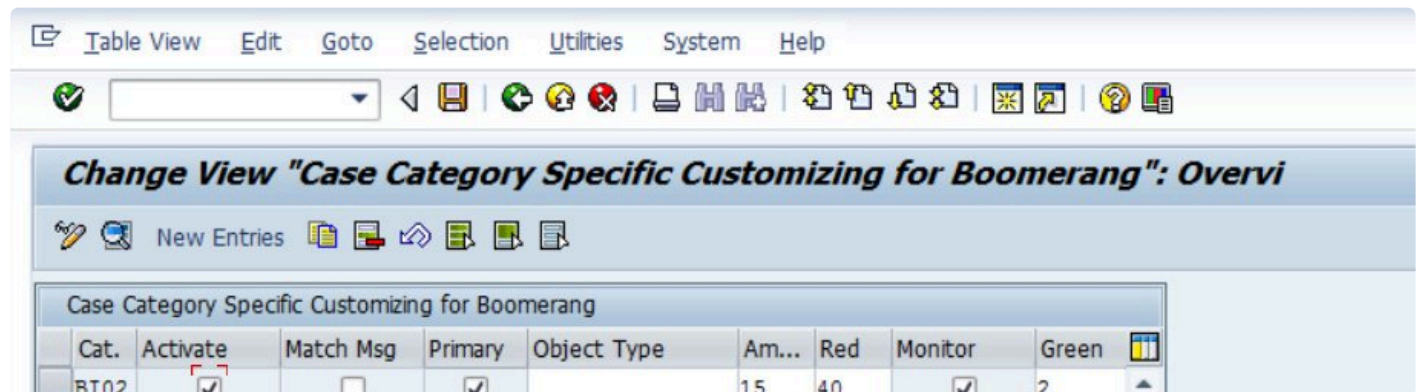 Table View Edit Goto Selection Utilities System Help
Change View "Case Category Specific Customizing for Boomerang": Overvi
New Entries
Case Category Specific Customizing for Boomerang
Cat. Activate Match Msg Primary Object Type Am... Red Monitor Green
BI02 15 40 2